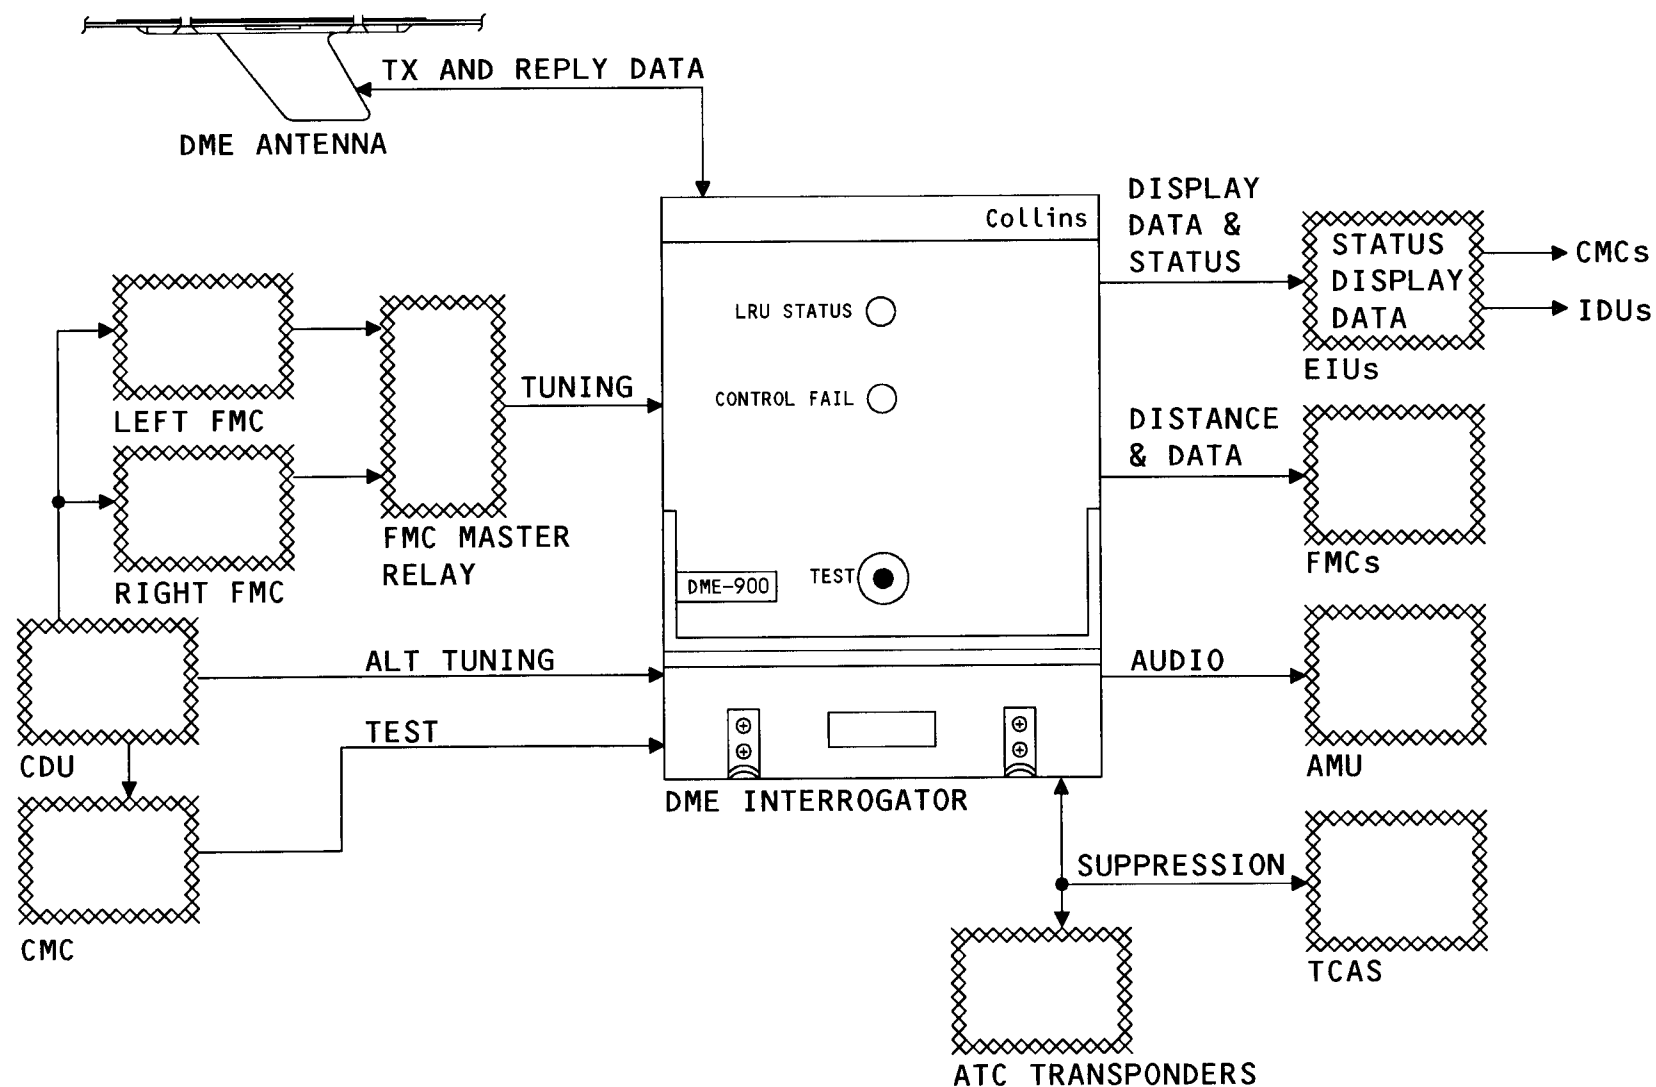 TX AND REPLY DATA
DME ANTENNA
DISPLAY
DATA &
STATUS
Collins
STATUS
DISPLAY
DATA
CMCs
IDUs
EIUs
LRU STATUS
CONTROL FAIL
TUNING
LEFT FMC
DISTANCE
& DATA
FMC MASTER
RELAY
FMCs
RIGHT FMC
DME-900
TEST
ALT TUNING
AUDIO
TEST
CDU
AMU
DME INTERROGATOR
SUPPRESSION
CMC
TCAS
ATC TRANSPONDERS